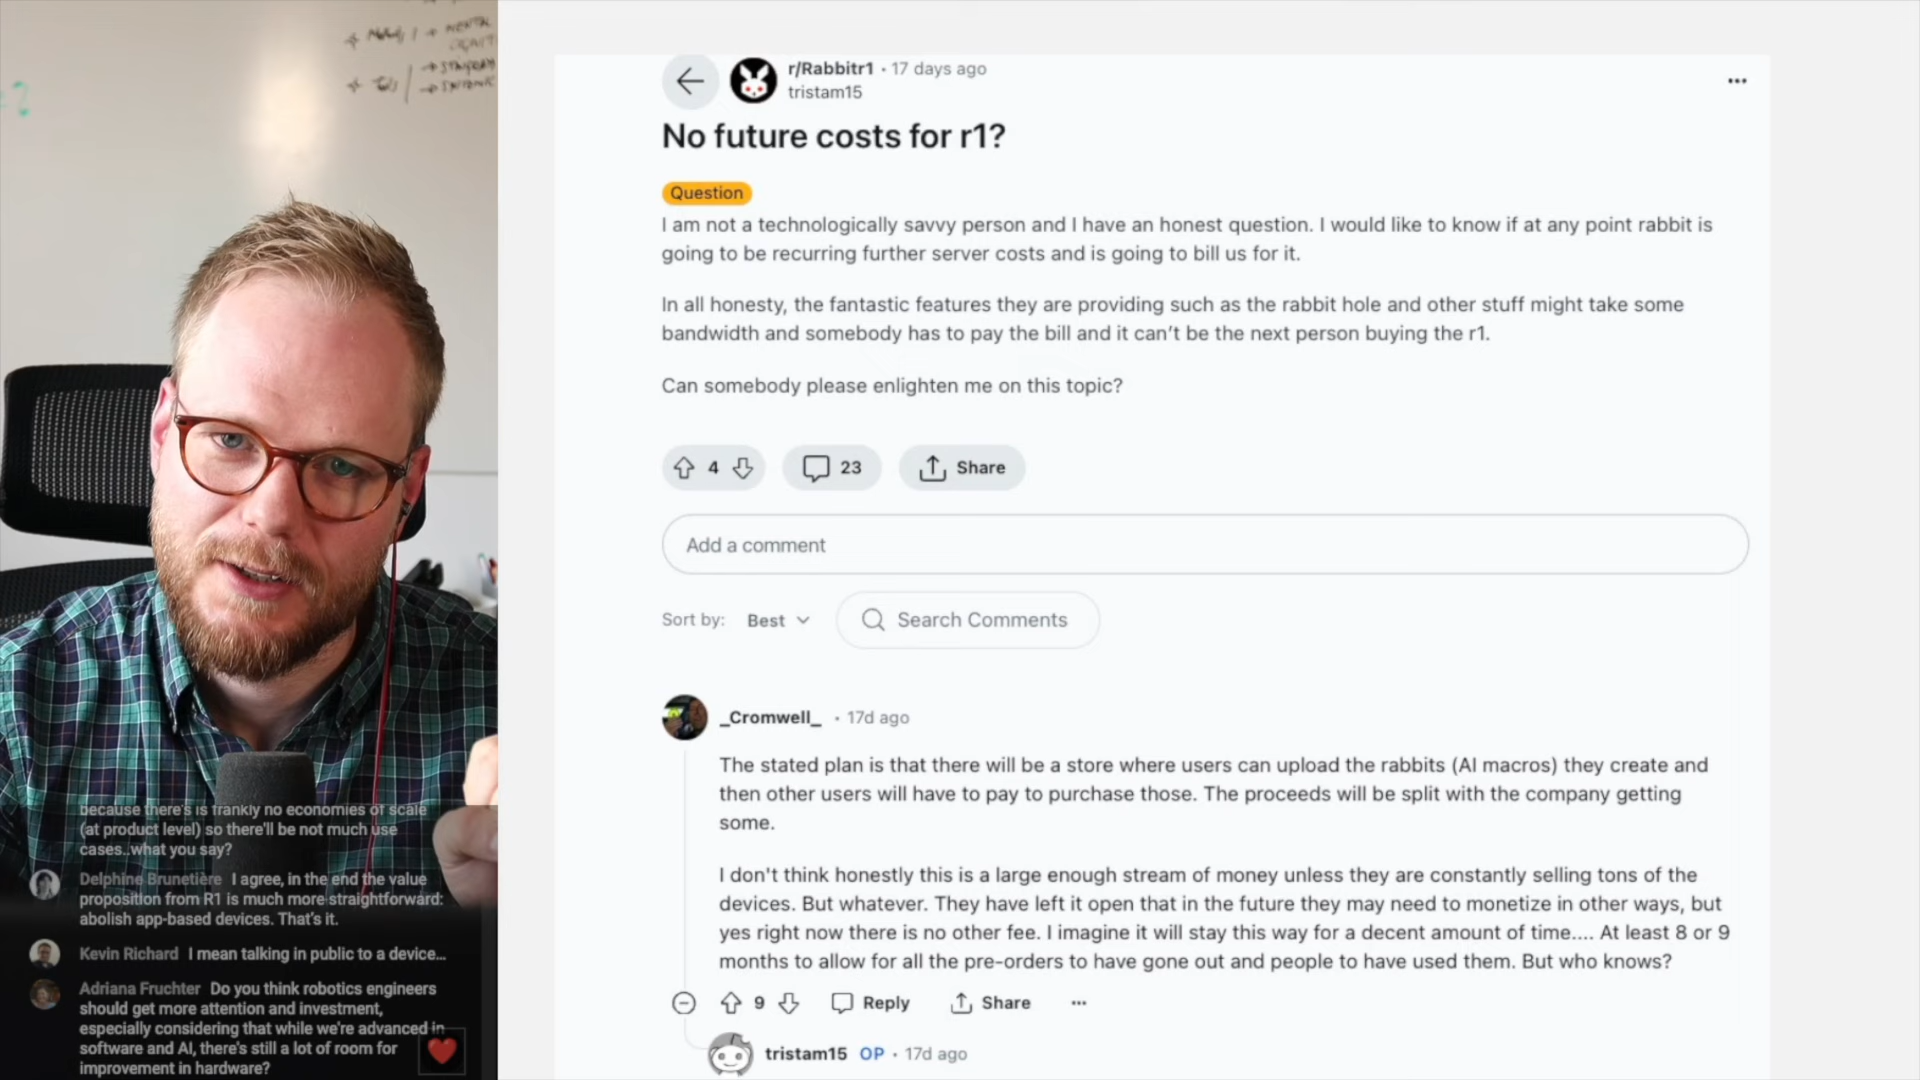 MENTAL
r/Rabbitr1 • 17 days ago
tristam15
No future costs for r1?
Question
I am not a technologically savvy person and I have an honest question. I would like to know if at any point rabbit is
going to be recurring further server costs and is going to bill us for it.
In all honesty, the fantastic features they are providing such as the rabbit hole and other stuff might take some
bandwidth and somebody has to pay the bill and it can't be the next person buying the r1.
Can somebody please enlighten me on this topic?
4
23
Share
Add a comment
Sort by: Best
Search Comments
_Cromwell_ • 17d ago
The stated plan is that there will be a store where users can upload the rabbits (AI macros) they create and
then other users will have to pay to purchase those. The proceeds will be split with the company getting
some.
I don't think honestly this is a large enough stream of money unless they are constantly selling tons of the
devices. But whatever. They have left it open that in the future they may need to monetize in other ways, but
yes right now there is no other fee. I imagine it will stay this way for a decent amount of time.... At least 8 or 9
months to allow for all the pre-orders to have gone out and people to have used them. But who knows?
9 Reply Share
tristam15 OP • 17d ago
because there's is frankly no economies of scale
(at product level) so there'll be not much use
cases..what you say?
Delphine Brunetière I agree, in the end the value
proposition from R1 is much more straightforward:
abolish app-based devices. That's it.
Kevin Richard I mean talking in public to a device...
Adriana Fruchter Do you think robotics engineers
should get more attention and investment,
especially considering that while we're advanced in
software and AI, there's still a lot of room for
improvement in hardware?